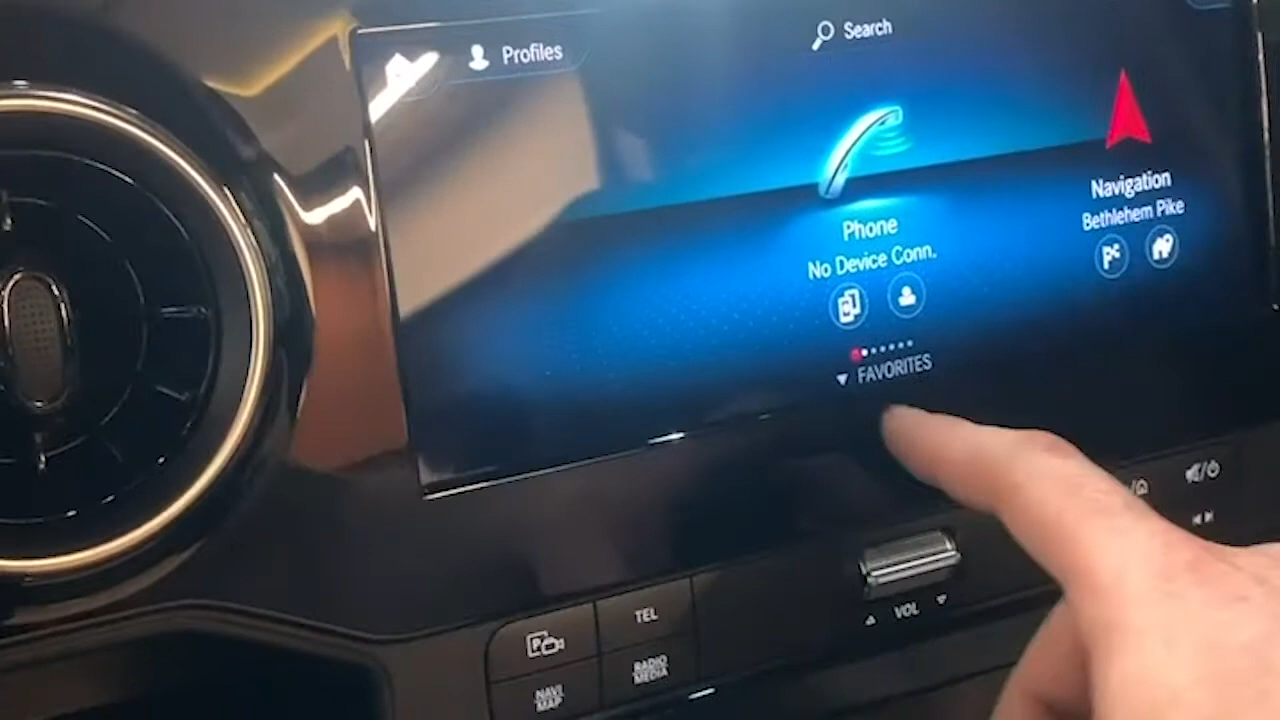 Profiles
Search
Phone
No Device Conn.
Navigation
Bethlehem Pike
FAVORITES
TEL
VOL
NAVI
MAP
RADIO
MEDIA